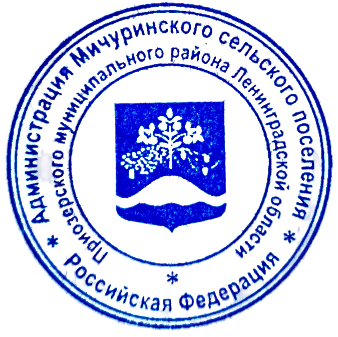 Администрация Мичуринского сельского поселения
Приозерского муниципального района Ленинградской области
* Российская Федерация *
*